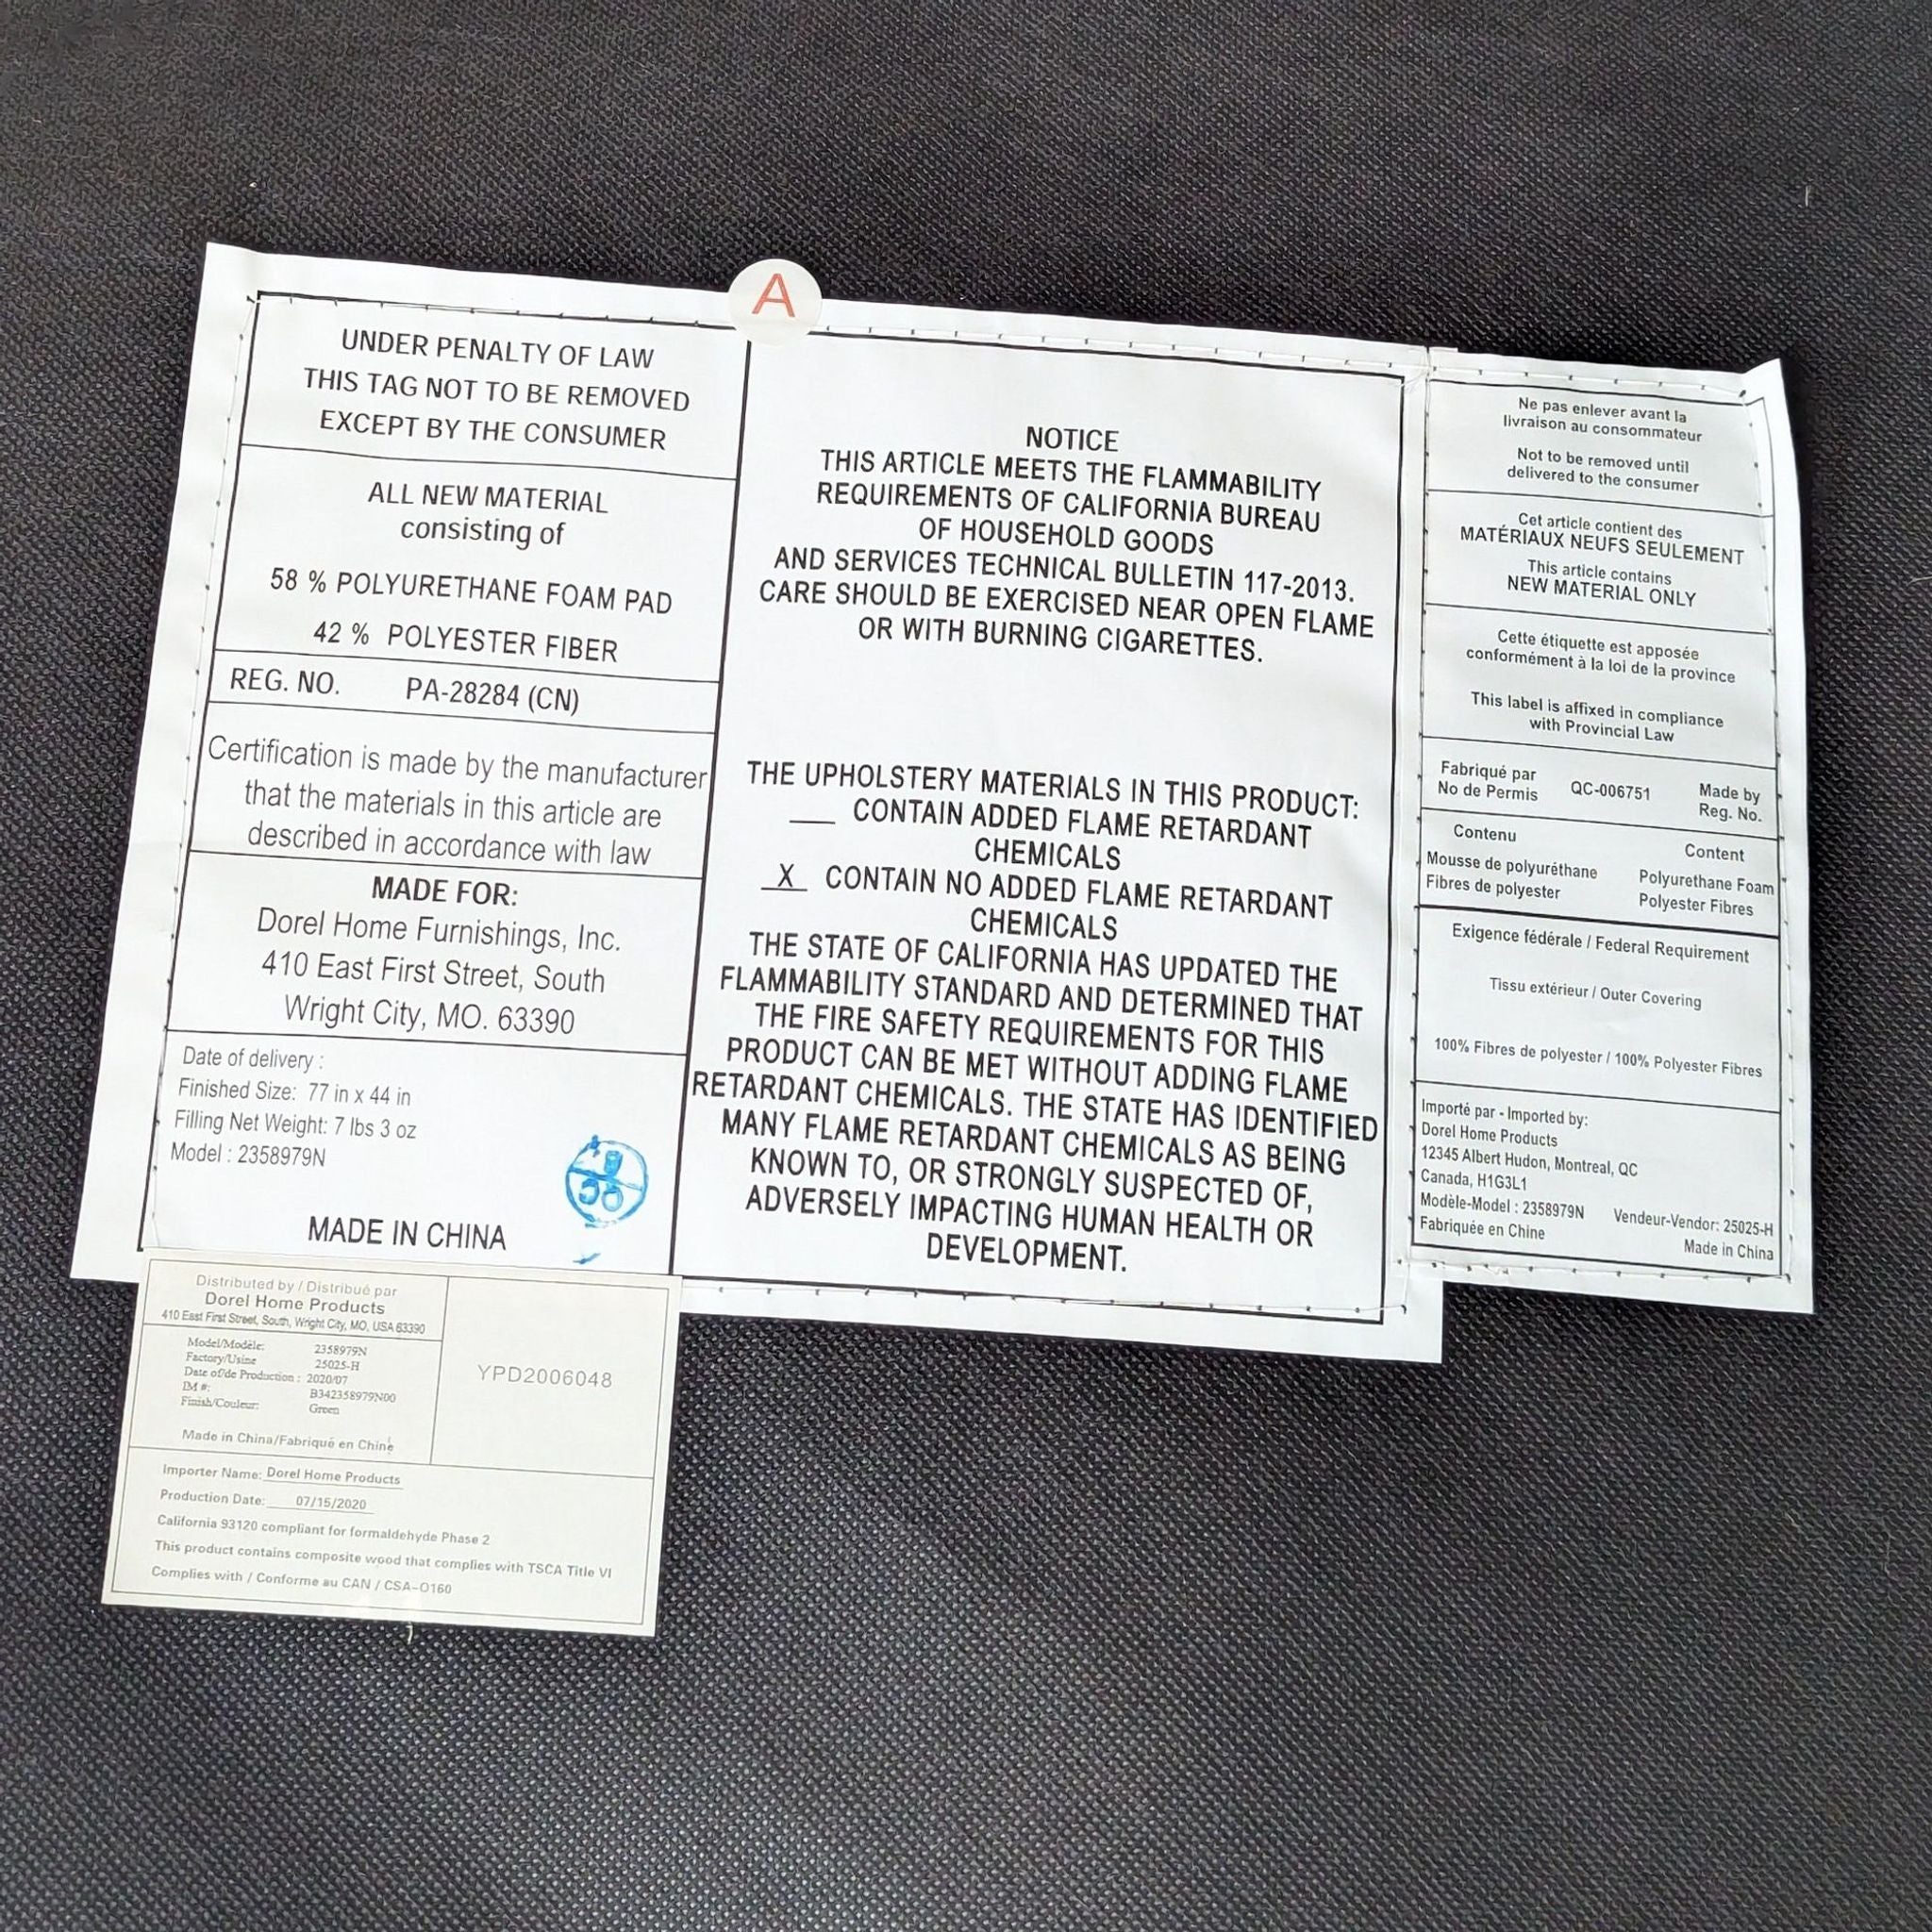 A
UNDER PENALTY OF LAW
THIS TAG NOT TO BE REMOVED
EXCEPT BY THE CONSUMER
ALL NEW MATERIAL
consisting of
58 % POLYURETHANE FOAM PAD
42 % POLYESTER FIBER
REG. NO. PA-28284 (CN)
Certification is made by the manufacturer
that the materials in this article are
described in accordance with law
MADE FOR:
Dorel Home Furnishings, Inc.
410 East First Street, South
Wright City, MO. 63390
Date of delivery :
Finished Size: 77 in x 44 in
Filling Net Weight: 7 lbs 3 oz
Model : 2358979N
MADE IN CHINA
NOTICE
THIS ARTICLE MEETS THE FLAMMABILITY
REQUIREMENTS OF CALIFORNIA BUREAU
OF HOUSEHOLD GOODS
AND SERVICES TECHNICAL BULLETIN 117-2013.
CARE SHOULD BE EXERCISED NEAR OPEN FLAME
OR WITH BURNING CIGARETTES.
THE UPHOLSTERY MATERIALS IN THIS PRODUCT:
___ CONTAIN ADDED FLAME RETARDANT
CHEMICALS
_X_ CONTAIN NO ADDED FLAME RETARDANT
CHEMICALS
THE STATE OF CALIFORNIA HAS UPDATED THE
FLAMMABILITY STANDARD AND DETERMINED THAT
THE FIRE SAFETY REQUIREMENTS FOR THIS
PRODUCT CAN BE MET WITHOUT ADDING FLAME
RETARDANT CHEMICALS. THE STATE HAS IDENTIFIED
MANY FLAME RETARDANT CHEMICALS AS BEING
KNOWN TO, OR STRONGLY SUSPECTED OF,
ADVERSELY IMPACTING HUMAN HEALTH OR
DEVELOPMENT.
Ne pas enlever avant la
livraison au consommateur
Not to be removed until
delivered to the consumer
Cet article contient des
MATÉRIAUX NEUFS SEULEMENT
This article contains
NEW MATERIAL ONLY
Cette étiquette est apposée
conformément à la loi de la province
This label is affixed in compliance
with Provincial Law
Fabriqué par QC-006751 Made by
No de Permis Reg. No.
Contenu Content
Mousse de polyuréthane Polyurethane Foam
Fibres de polyester Polyester Fibres
Exigence fédérale / Federal Requirement
Tissu extérieur / Outer Covering
100% Fibres de polyester / 100% Polyester Fibres
Importé par - Imported by:
Dorel Home Products
12345 Albert Hudon, Montreal, QC
Canada, H1G3L1
Modèle-Model : 2358979N Vendeur-Vendor: 25025-H
Fabriquée en Chine Made in China
Distributed by / Distribué par
Dorel Home Products
410 East First Street, South, Wright City, MO, USA 63390
Model/Modèle: 2358979N
Factory/Usine 25025-H
Date of/de Production : 2020/07
IM #: B342358979N00
Finish/Couleur: Green
Made in China/Fabriqué en Chine
YPD2006048
Importer Name: Dorel Home Products
Production Date: 07/15/2020
California 93120 compliant for formaldehyde Phase 2
This product contains composite wood that complies with TSCA Title VI
Complies with / Conforme au CAN / CSA-O160